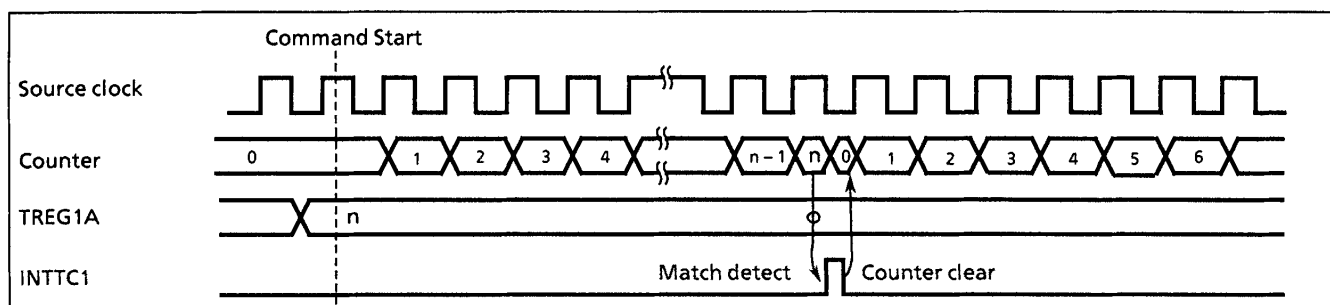 Command Start
Source clock
Counter 0 1 2 3 4 n – 1 n 0 1 2 3 4 5 6
TREG1A n
INTTC1 Match detect Counter clear